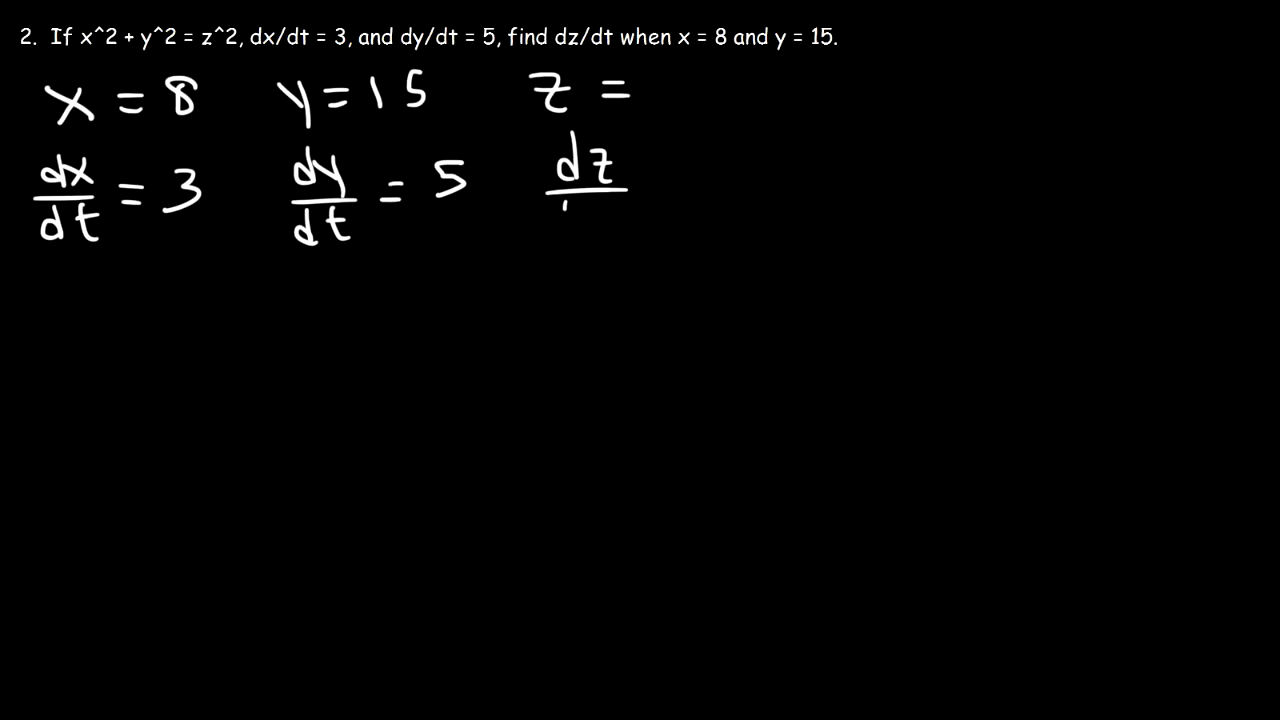 2. If x^2 + y^2 = z^2, dx/dt = 3, and dy/dt = 5, find dz/dt when x = 8 and y = 15.
x = 8 y = 15 z =
dx/dt = 3 dy/dt = 5 dz